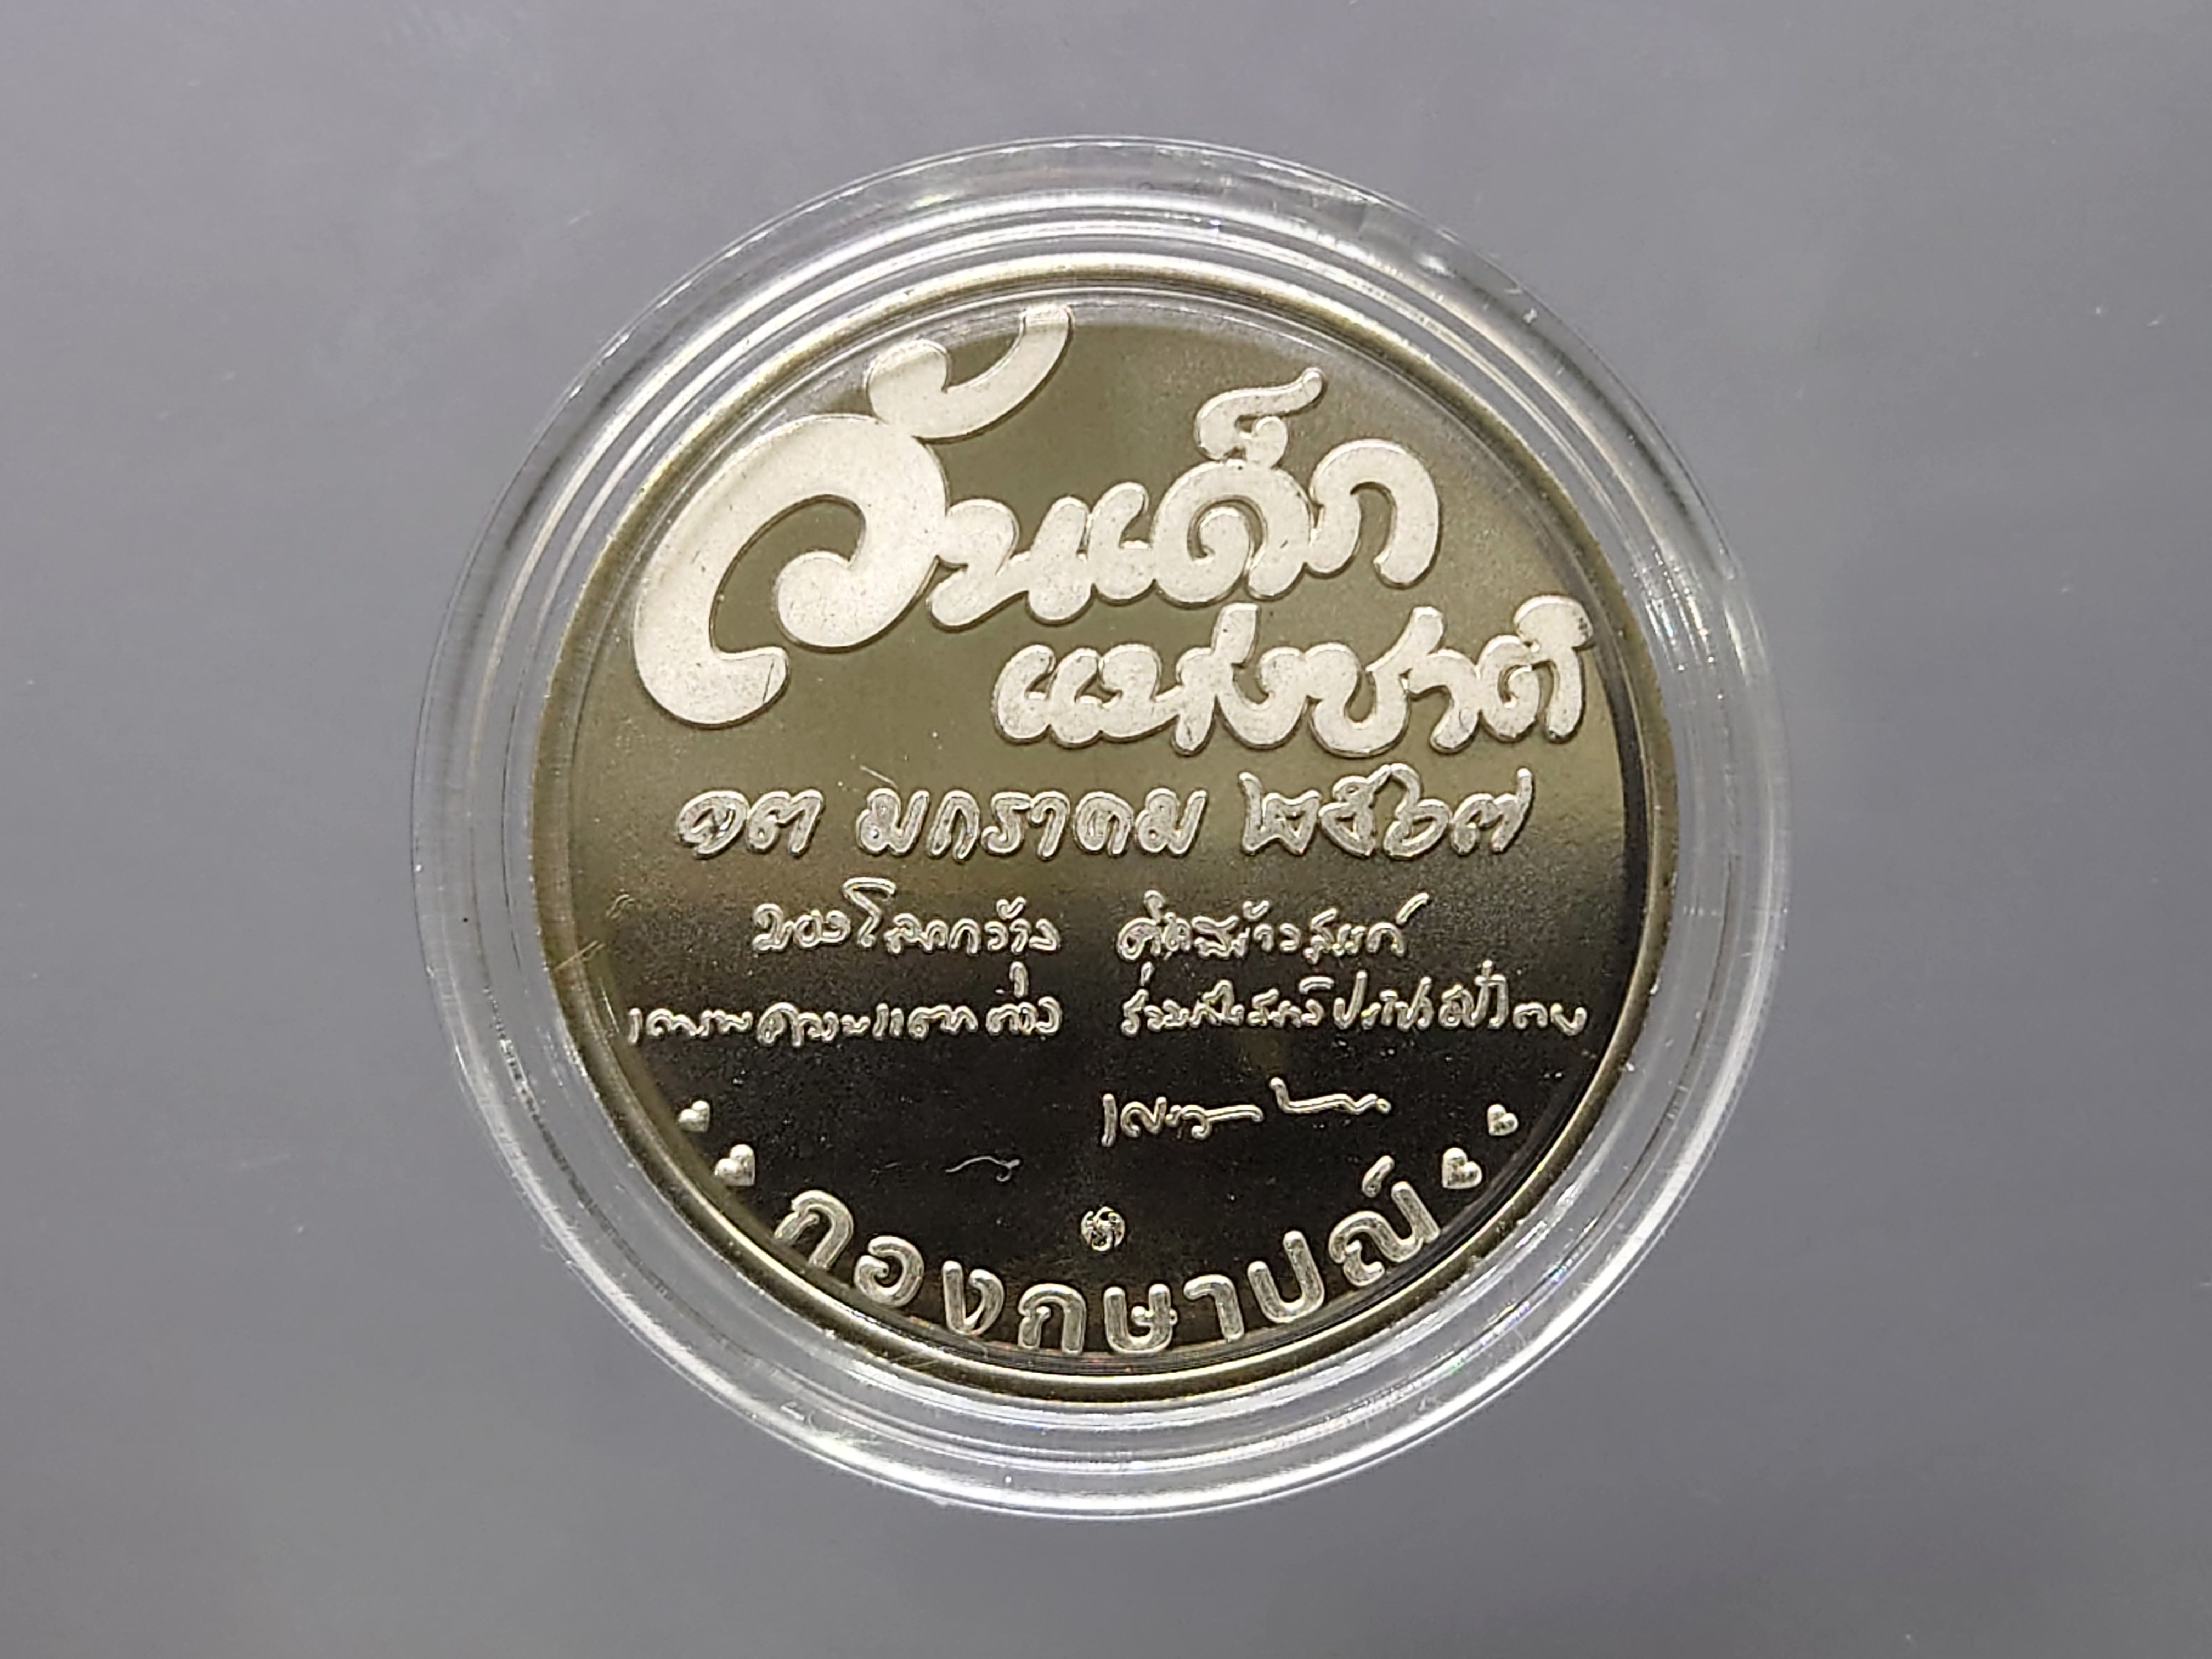 วันเด็ก
แห่งชาติ
๑๓ มกราคม ๒๕๖๗
มองโลกกว้าง คิดสร้างสรรค์
เคารพความแตกต่าง ร่วมกันสร้างประชาธิปไตย
กองกษาปณ์